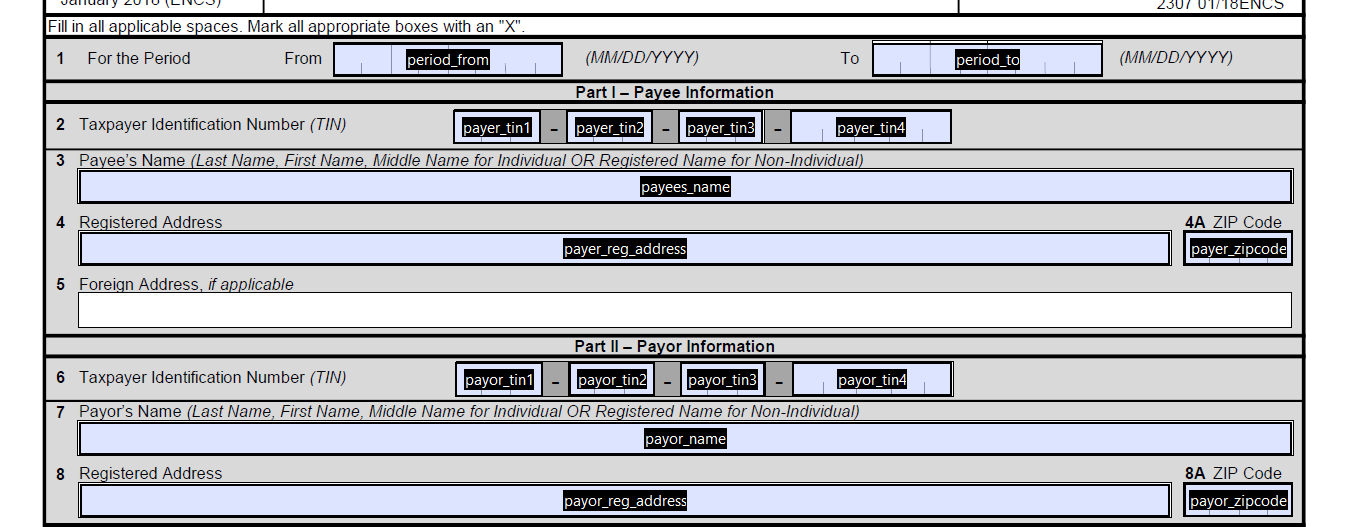 January 2018 (ENCS)
2307 01/18ENCS
Fill in all applicable spaces. Mark all appropriate boxes with an "X".
1 For the Period From period_from (MM/DD/YYYY) To period_to (MM/DD/YYYY)
Part I – Payee Information
2 Taxpayer Identification Number (TIN) payer_tin1 - payer_tin2 - payer_tin3 - payer_tin4
3 Payee's Name (Last Name, First Name, Middle Name for Individual OR Registered Name for Non-Individual)
payees_name
4 Registered Address 4A ZIP Code
payer_reg_address payer_zipcode
5 Foreign Address, if applicable
Part II – Payor Information
6 Taxpayer Identification Number (TIN) payor_tin1 - payor_tin2 - payor_tin3 - payor_tin4
7 Payor's Name (Last Name, First Name, Middle Name for Individual OR Registered Name for Non-Individual)
payor_name
8 Registered Address 8A ZIP Code
payor_reg_address payor_zipcode